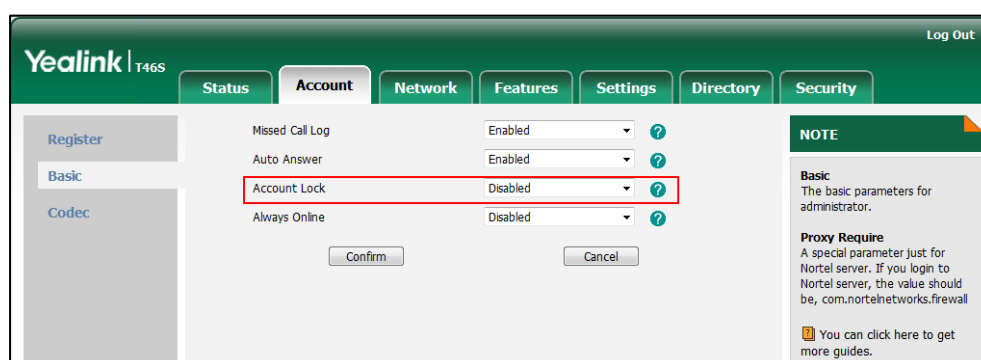 Log Out
Yealink T46S
Status Account Network Features Settings Directory Security
Register
Basic
Codec
Missed Call Log Enabled ?
Auto Answer Enabled ?
Account Lock Disabled ?
Always Online Disabled ?
Confirm Cancel
NOTE
Basic
The basic parameters for
administrator.
Proxy Require
A special parameter just for
Nortel server. If you login to
Nortel server, the value should
be, com.nortelnetworks.firewall
? You can click here to get
more guides.